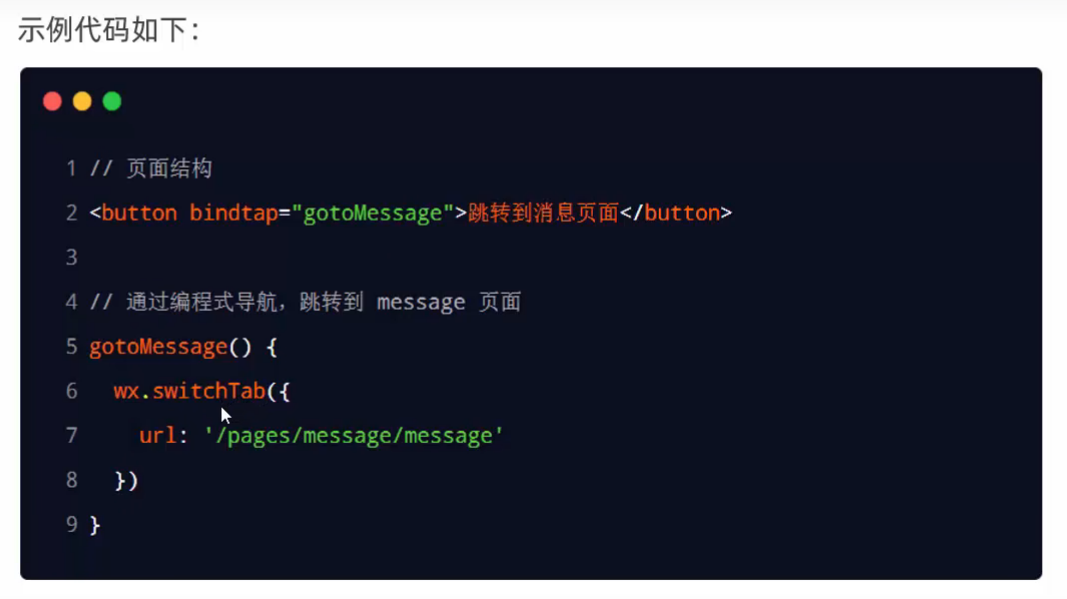 示例代码如下：
1 // 页面结构
2 <button bindtap="gotoMessage">跳转到消息页面</button>
3
4 // 通过编程式导航，跳转到 message 页面
5 gotoMessage() {
6   wx.switchTab({
7     url: '/pages/message/message'
8   })
9 }